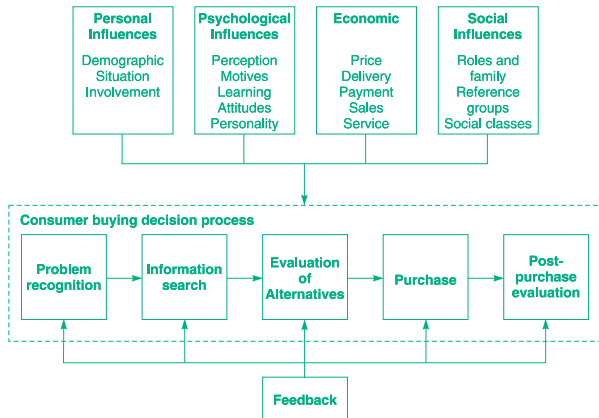 Personal
Influences
Demographic
Situation
Involvement
Psychological
Influences
Perception
Motives
Learning
Attitudes
Personality
Economic
Price
Delivery
Payment
Sales
Service
Social
Influences
Roles and
family
Reference
groups
Social classes
Consumer buying decision process
Problem
recognition
Information
search
Evaluation
of
Alternatives
Purchase
Post-
purchase
evaluation
Feedback